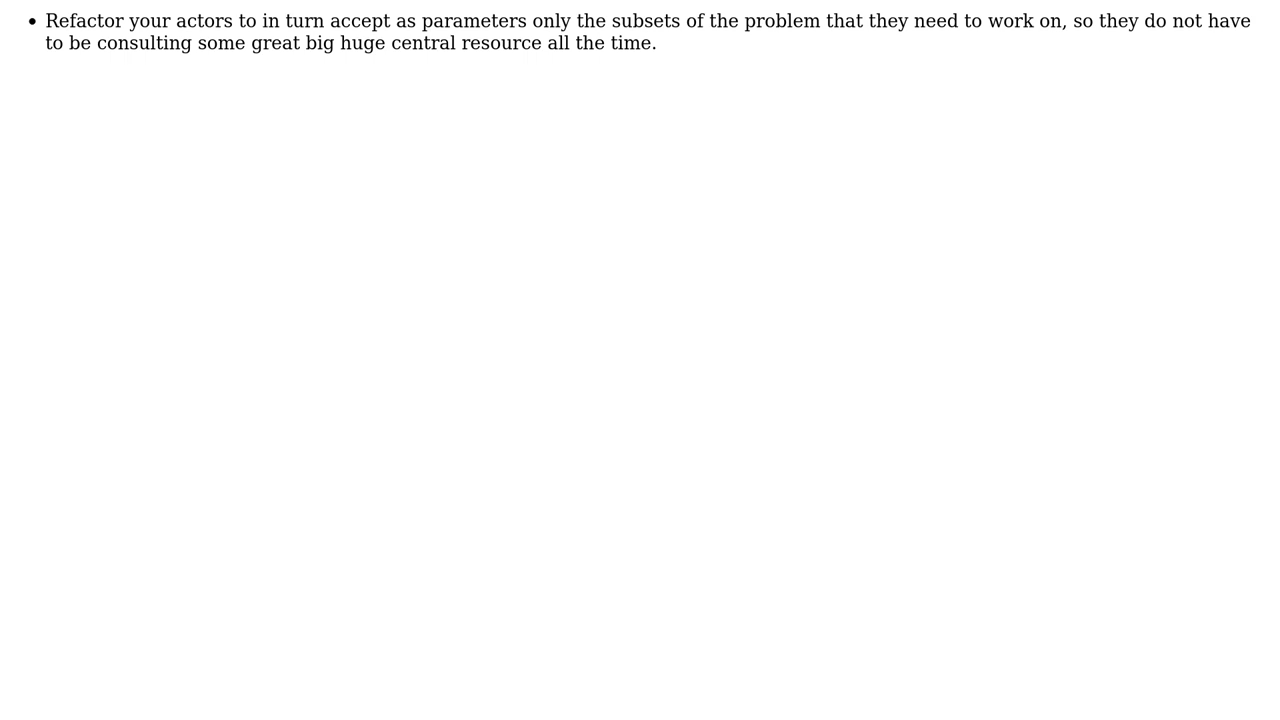 • Refactor your actors to in turn accept as parameters only the subsets of the problem that they need to work on, so they do not have
to be consulting some great big huge central resource all the time.